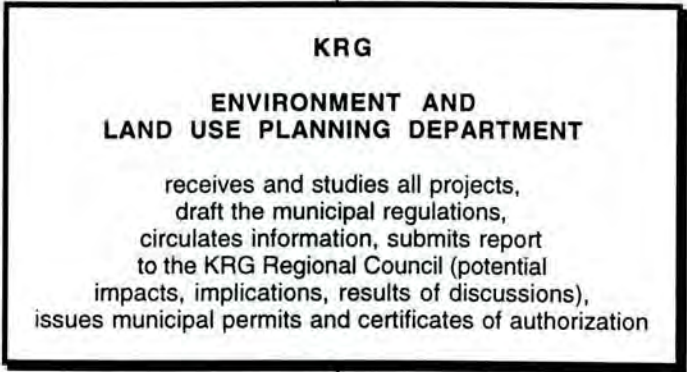 KRG
ENVIRONMENT AND
LAND USE PLANNING DEPARTMENT
receives and studies all projects,
draft the municipal regulations,
circulates information, submits report
to the KRG Regional Council (potential
impacts, implications, results of discussions),
issues municipal permits and certificates of authorization